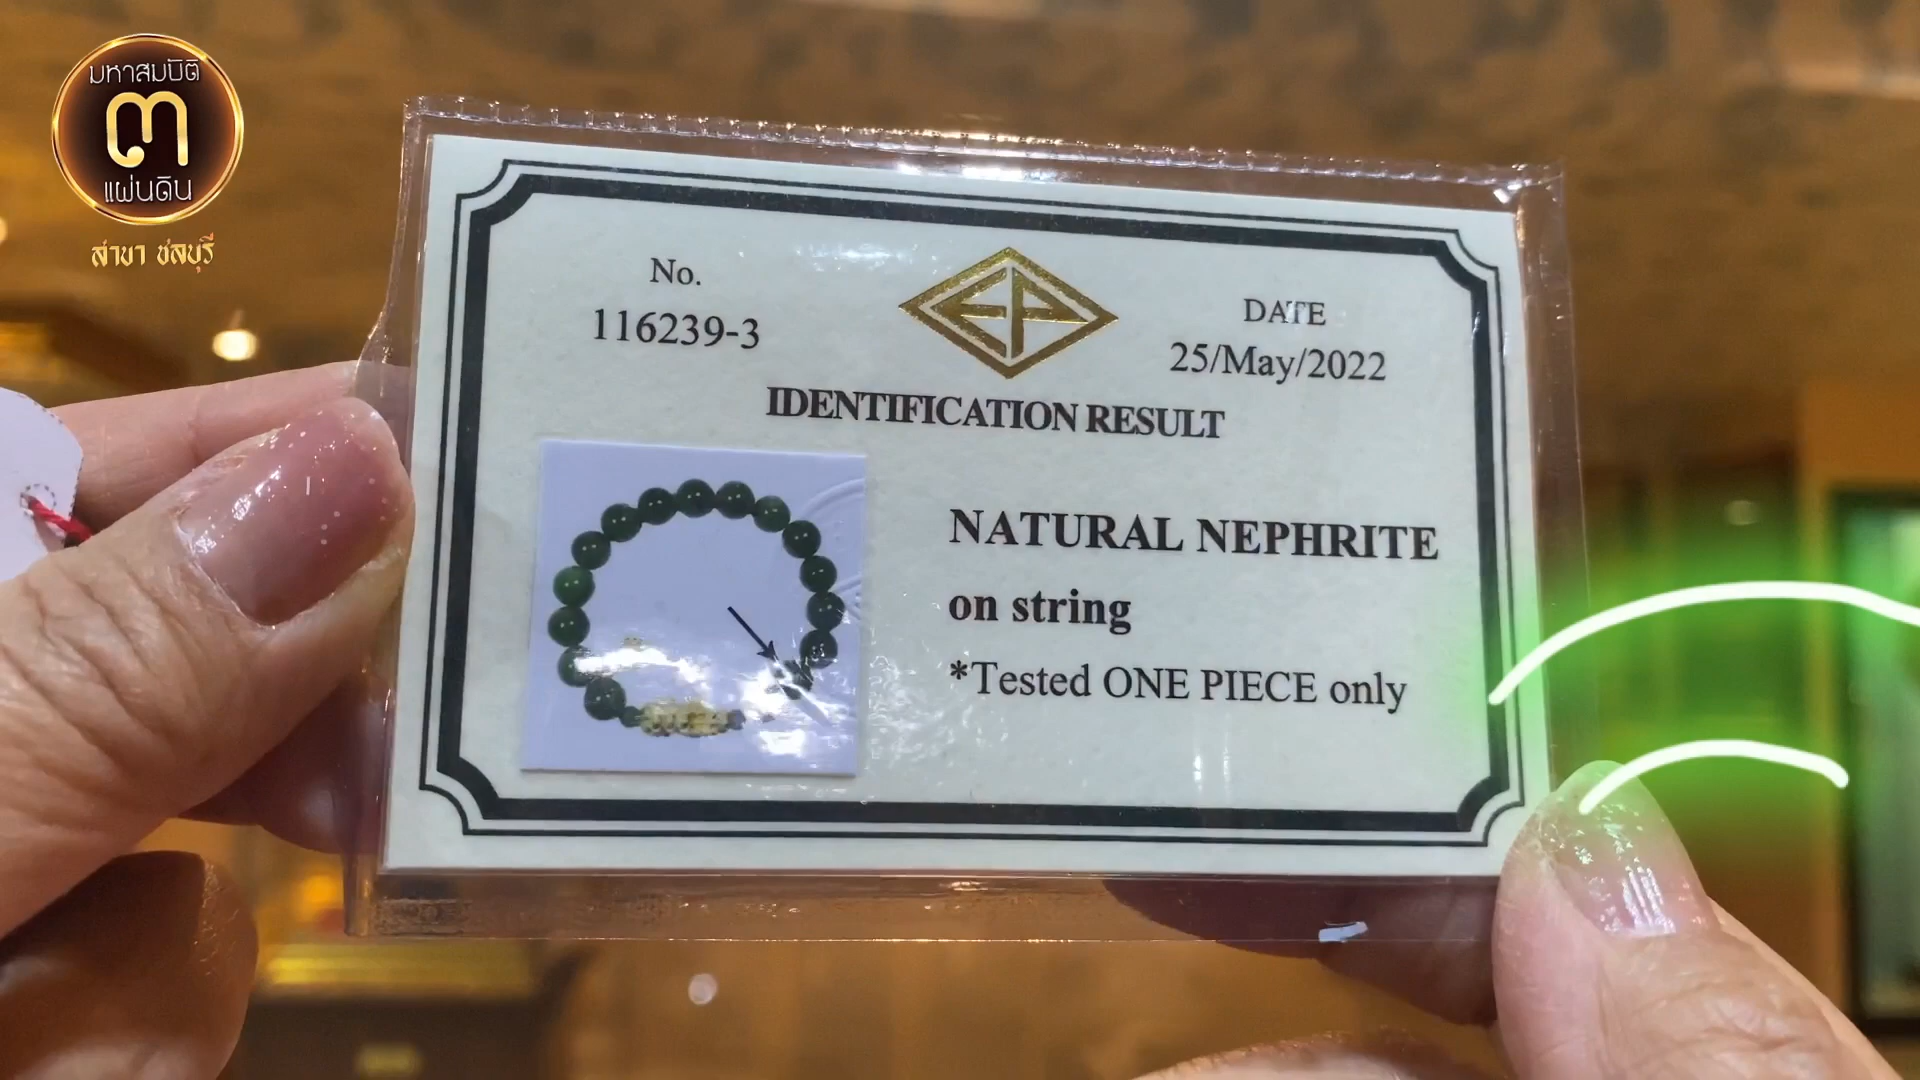 มหาสมบัติ
๓
แผ่นดิน
สาขา ชลบุรี
No.
116239-3
EP
DATE
25/May/2022
IDENTIFICATION RESULT
NATURAL NEPHRITE
on string
*Tested ONE PIECE only